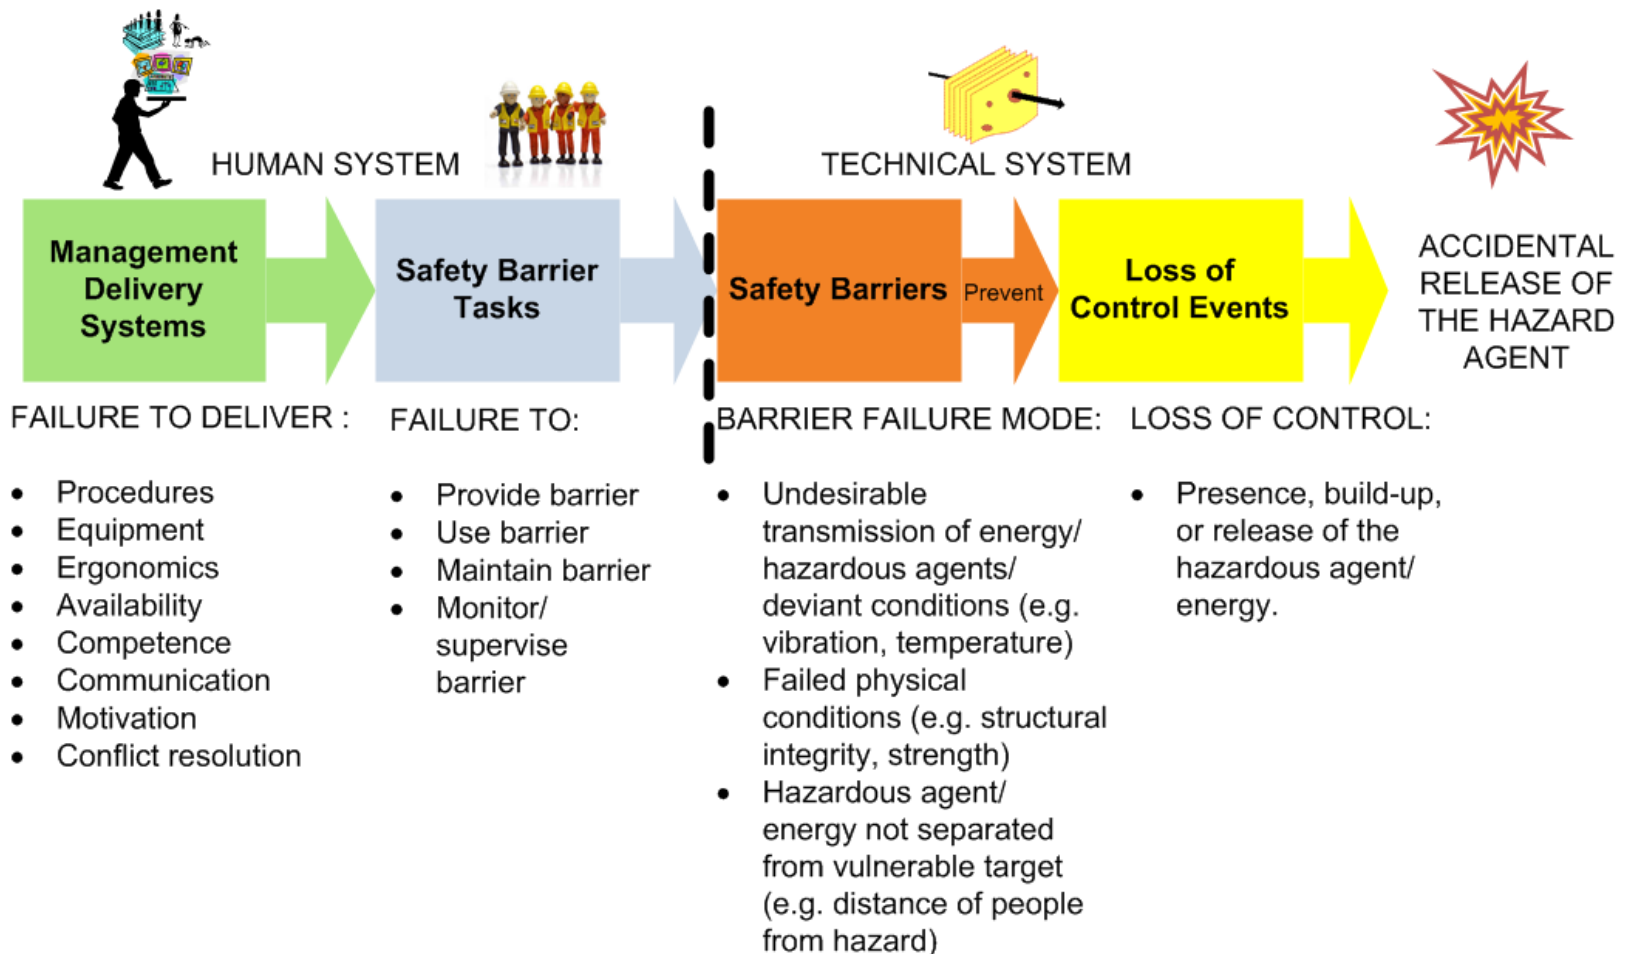 HUMAN SYSTEM
TECHNICAL SYSTEM
Management
Delivery
Systems
Safety Barrier
Tasks
Safety Barriers
Prevent
Loss of
Control Events
ACCIDENTAL
RELEASE OF
THE HAZARD
AGENT
FAILURE TO DELIVER :
• Procedures
• Equipment
• Ergonomics
• Availability
• Competence
• Communication
• Motivation
• Conflict resolution
FAILURE TO:
• Provide barrier
• Use barrier
• Maintain barrier
• Monitor/
supervise
barrier
BARRIER FAILURE MODE:
• Undesirable
transmission of energy/
hazardous agents/
deviant conditions (e.g.
vibration, temperature)
• Failed physical
conditions (e.g. structural
integrity, strength)
• Hazardous agent/
energy not separated
from vulnerable target
(e.g. distance of people
from hazard)
LOSS OF CONTROL:
• Presence, build-up,
or release of the
hazardous agent/
energy.